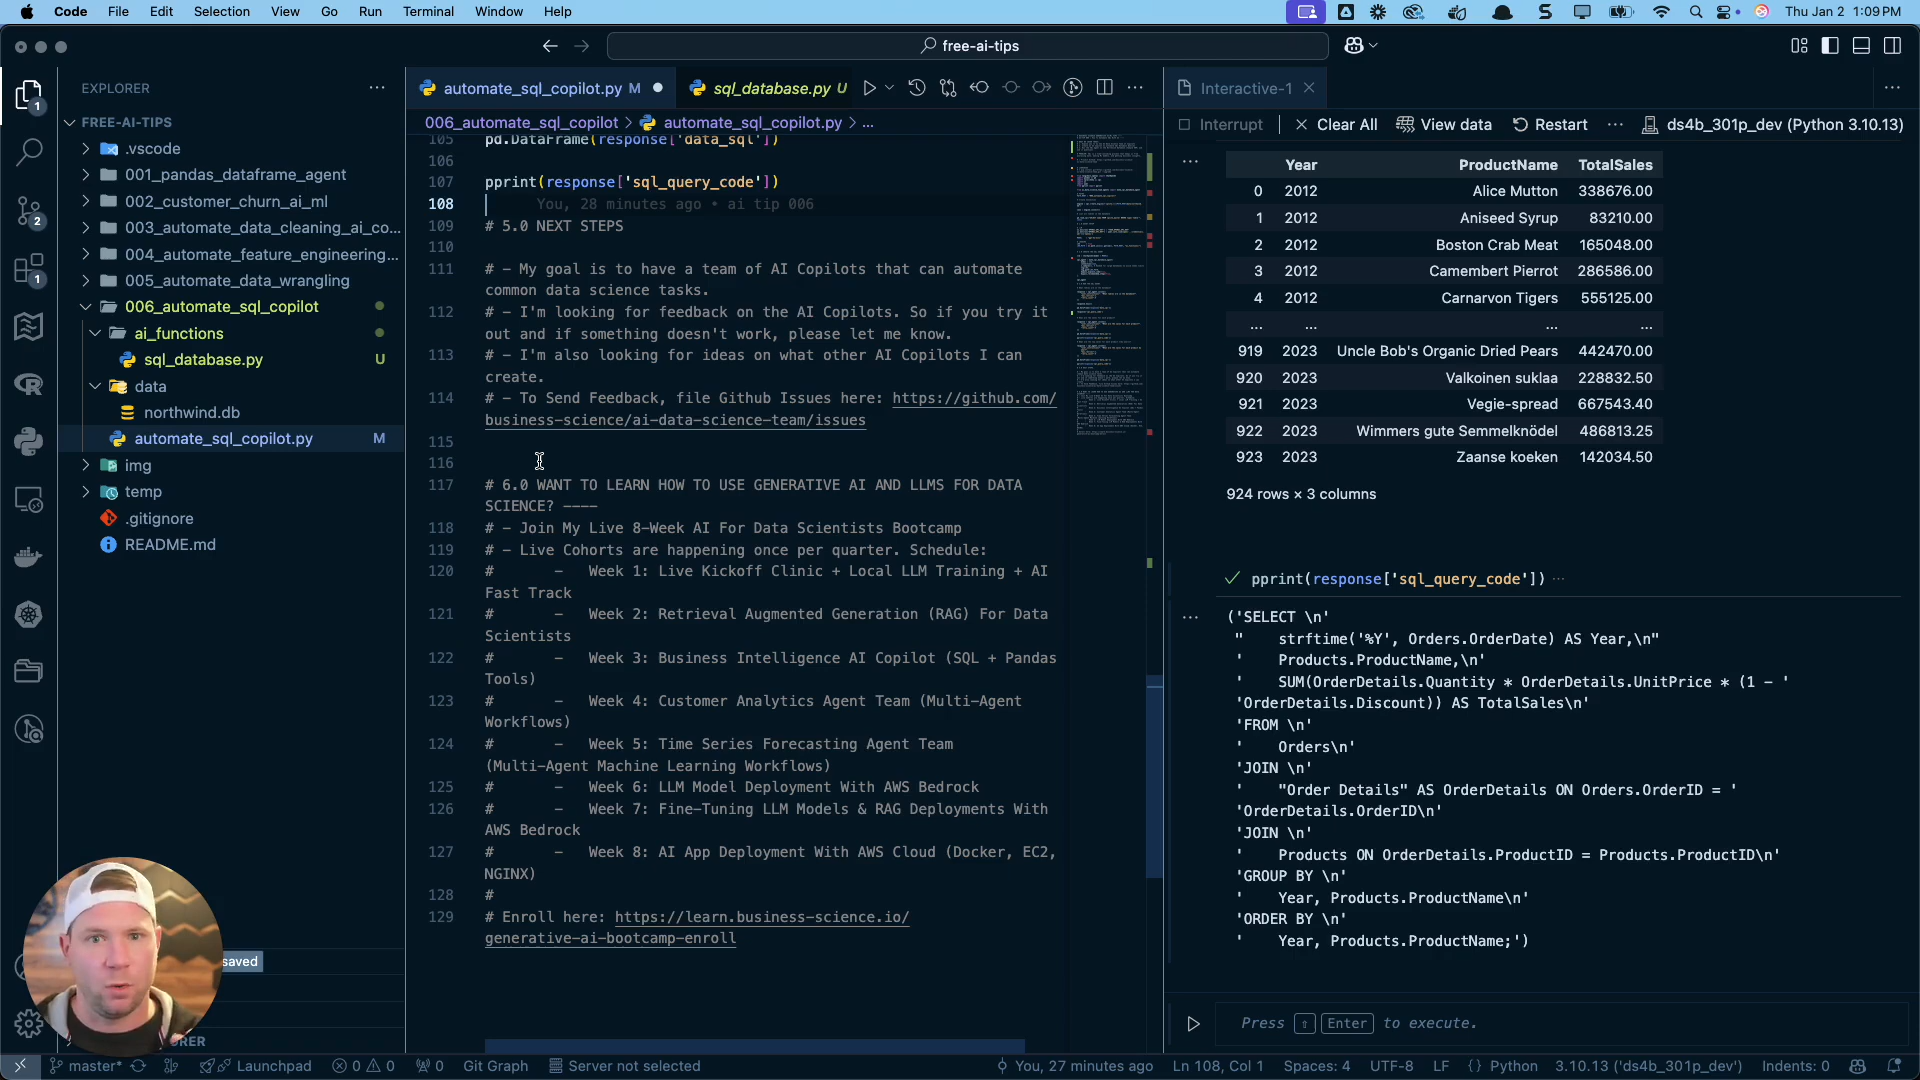 Code File Edit Selection View Go Run Terminal Window Help
Thu Jan 2 1:09 PM
free-ai-tips
EXPLORER
FREE-AI-TIPS
.vscode
001_pandas_dataframe_agent
002_customer_churn_ai_ml
003_automate_data_cleaning_ai_co...
004_automate_feature_engineering...
005_automate_data_wrangling
006_automate_sql_copilot
ai_functions
sql_database.py U
data
northwind.db
automate_sql_copilot.py M
img
temp
.gitignore
README.md
saved
automate_sql_copilot.py M
sql_database.py U
006_automate_sql_copilot > automate_sql_copilot.py > ...
105 pd.DataFrame(response['data_sql'])
106
107 pprint(response['sql_query_code'])
108 You, 28 minutes ago • ai tip 006
109 # 5.0 NEXT STEPS
110
111 # - My goal is to have a team of AI Copilots that can automate
common data science tasks.
112 # - I'm looking for feedback on the AI Copilots. So if you try it
out and if something doesn't work, please let me know.
113 # - I'm also looking for ideas on what other AI Copilots I can
create.
114 # - To Send Feedback, file Github Issues here: https://github.com/
business-science/ai-data-science-team/issues
115
116
117 # 6.0 WANT TO LEARN HOW TO USE GENERATIVE AI AND LLMS FOR DATA
SCIENCE? ----
118 # - Join My Live 8-Week AI For Data Scientists Bootcamp
119 # - Live Cohorts are happening once per quarter. Schedule:
120 # - Week 1: Live Kickoff Clinic + Local LLM Training + AI
Fast Track
121 # - Week 2: Retrieval Augmented Generation (RAG) For Data
Scientists
122 # - Week 3: Business Intelligence AI Copilot (SQL + Pandas
Tools)
123 # - Week 4: Customer Analytics Agent Team (Multi-Agent
Workflows)
124 # - Week 5: Time Series Forecasting Agent Team
(Multi-Agent Machine Learning Workflows)
125 # - Week 6: LLM Model Deployment With AWS Bedrock
126 # - Week 7: Fine-Tuning LLM Models & RAG Deployments With
AWS Bedrock
127 # - Week 8: AI App Deployment With AWS Cloud (Docker, EC2,
NGINX)
128 #
129 # Enroll here: https://learn.business-science.io/
generative-ai-bootcamp-enroll
Interactive-1
Interrupt Clear All View data Restart ... ds4b_301p_dev (Python 3.10.13)
Year ProductName TotalSales
0 2012 Alice Mutton 338676.00
1 2012 Aniseed Syrup 83210.00
2 2012 Boston Crab Meat 165048.00
3 2012 Camembert Pierrot 286586.00
4 2012 Carnarvon Tigers 555125.00
... ... ... ...
919 2023 Uncle Bob's Organic Dried Pears 442470.00
920 2023 Valkoinen suklaa 228832.50
921 2023 Vegie-spread 667543.40
922 2023 Wimmers gute Semmelknödel 486813.25
923 2023 Zaanse koeken 142034.50
924 rows × 3 columns
pprint(response['sql_query_code']) ...
('SELECT \n'
"    strftime('%Y', Orders.OrderDate) AS Year,\n"
'    Products.ProductName,\n'
'    SUM(OrderDetails.Quantity * OrderDetails.UnitPrice * (1 - '
'OrderDetails.Discount)) AS TotalSales\n'
'FROM \n'
'    Orders\n'
'JOIN \n'
'    "Order Details" AS OrderDetails ON Orders.OrderID = '
'OrderDetails.OrderID\n'
'JOIN \n'
'    Products ON OrderDetails.ProductID = Products.ProductID\n'
'GROUP BY \n'
'    Year, Products.ProductName\n'
'ORDER BY \n'
'    Year, Products.ProductName;')
Press ⇧ Enter to execute.
master* Launchpad 0 0 0 Git Graph Server not selected You, 27 minutes ago Ln 108, Col 1 Spaces: 4 UTF-8 LF {} Python 3.10.13 ('ds4b_301p_dev') Indents: 0